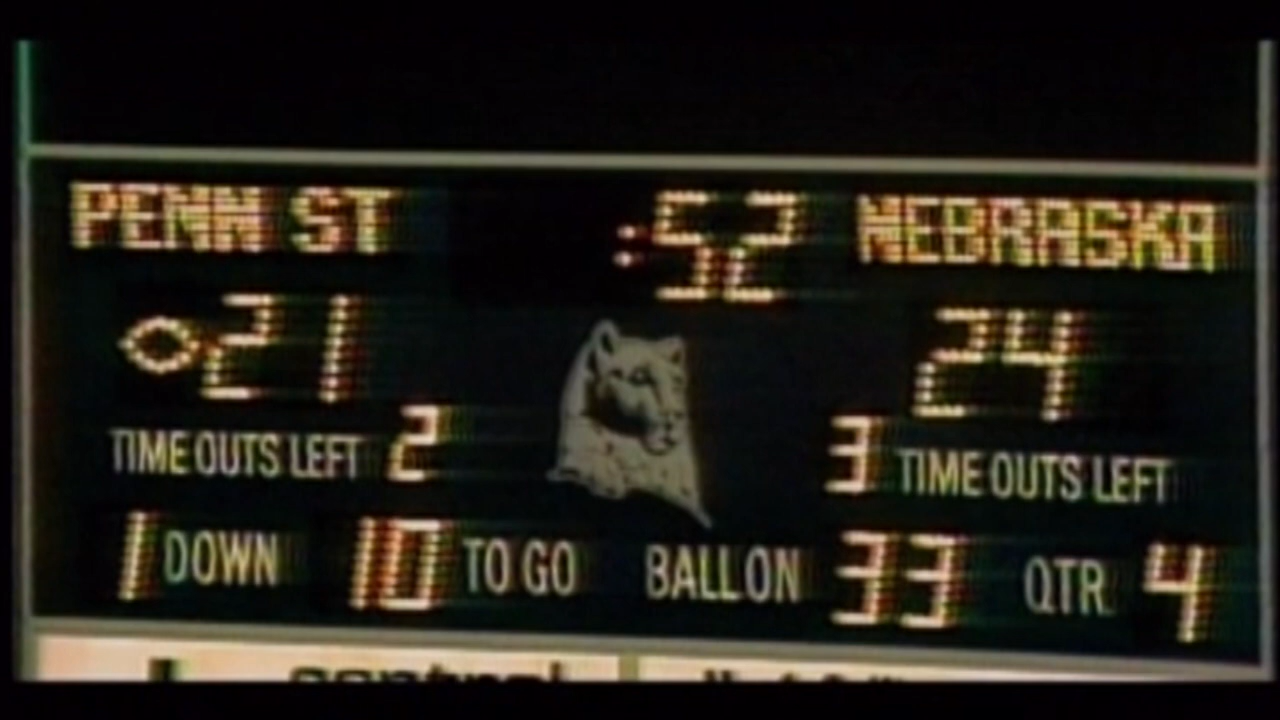 PENN ST :52 NEBRASKA
21 24
TIME OUTS LEFT 2 3 TIME OUTS LEFT
1 DOWN 10 TO GO BALL ON 33 QTR 4